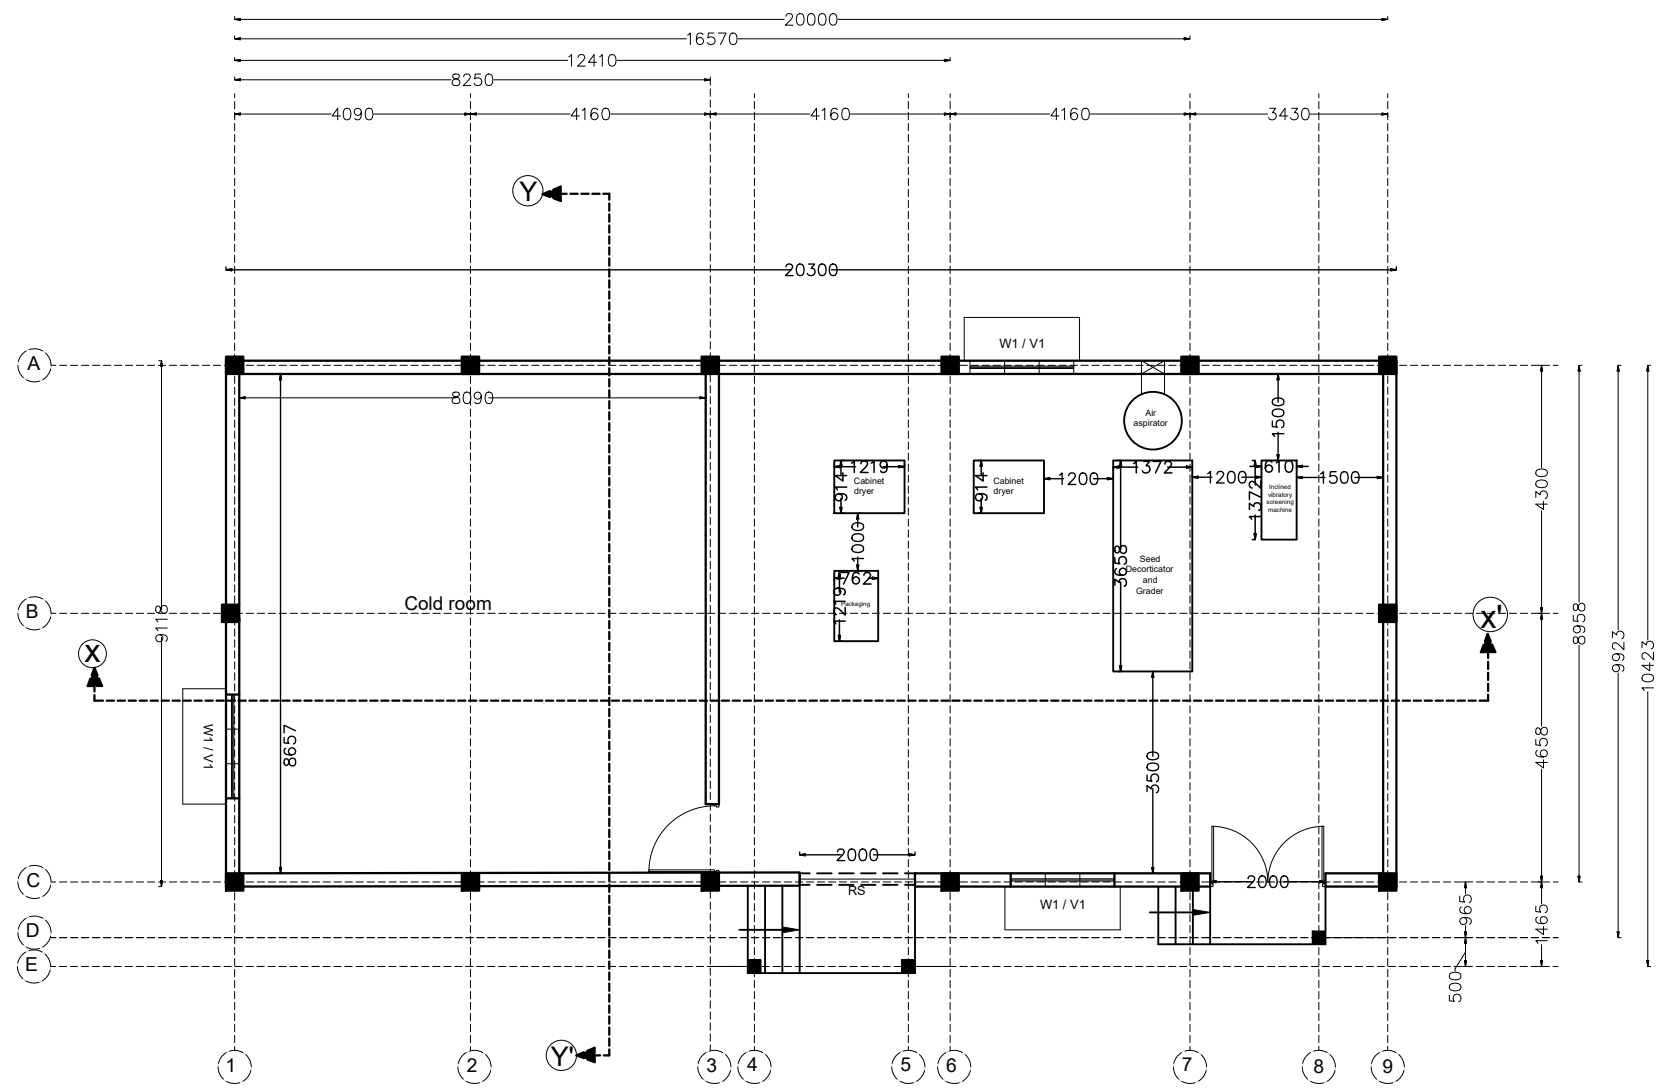 20000
16570
12410
8250
4090 4160 4160 4160 3430
Y
20300
A
W1 / V1
8090
Air
aspirator
1500
1219
914
Cabinet
dryer
914
Cabinet
dryer
1200
1372
1200
610
1372
Inclined
vibratory
screening
machine
1500
4300
1000
3658
Seed
Decorticator
and
Grader
762
1219
Packaging
Cold room
B
9118
X
x'
8958
9923
10423
W1 / V1
8657
3500
4658
2000
RS
C
W1 / V1
2000
965
1465
D
E
500
Y'
1 2 3 4 5 6 7 8 9